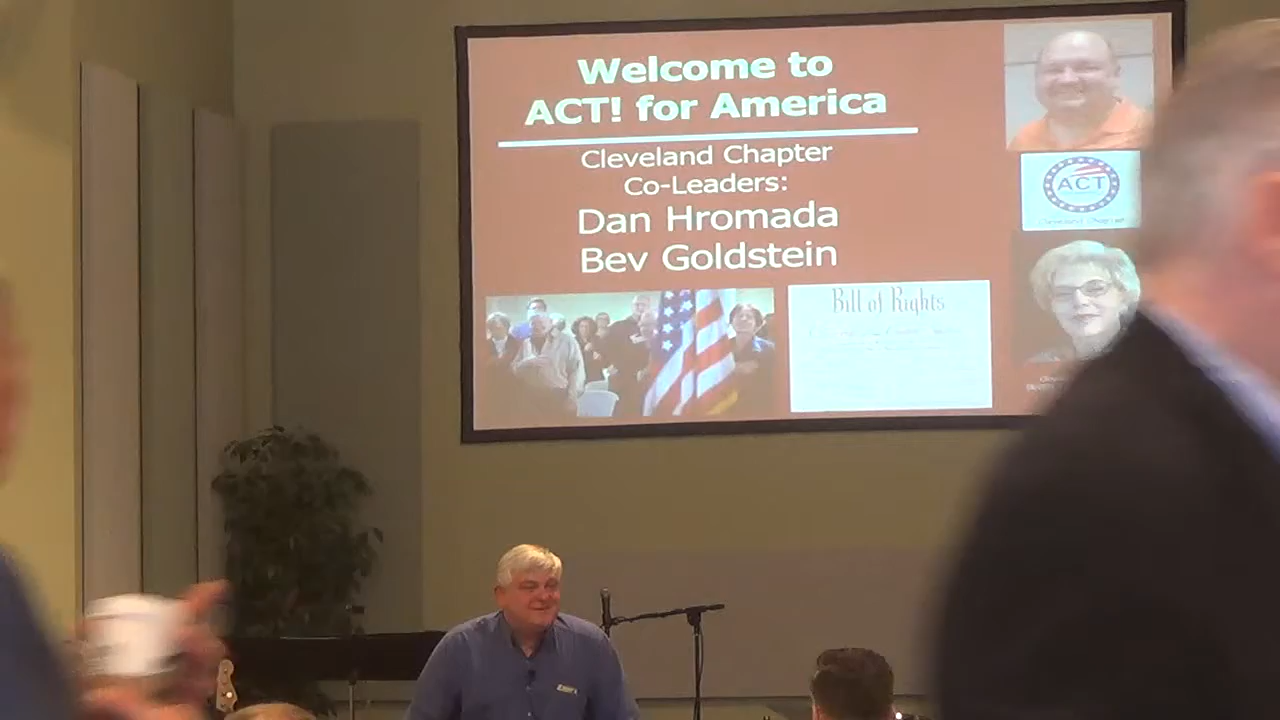 Welcome to
ACT! for America
Cleveland Chapter
Co-Leaders:
Dan Hromada
Bev Goldstein
ACT
Cleveland Chapter
Bill of Rights